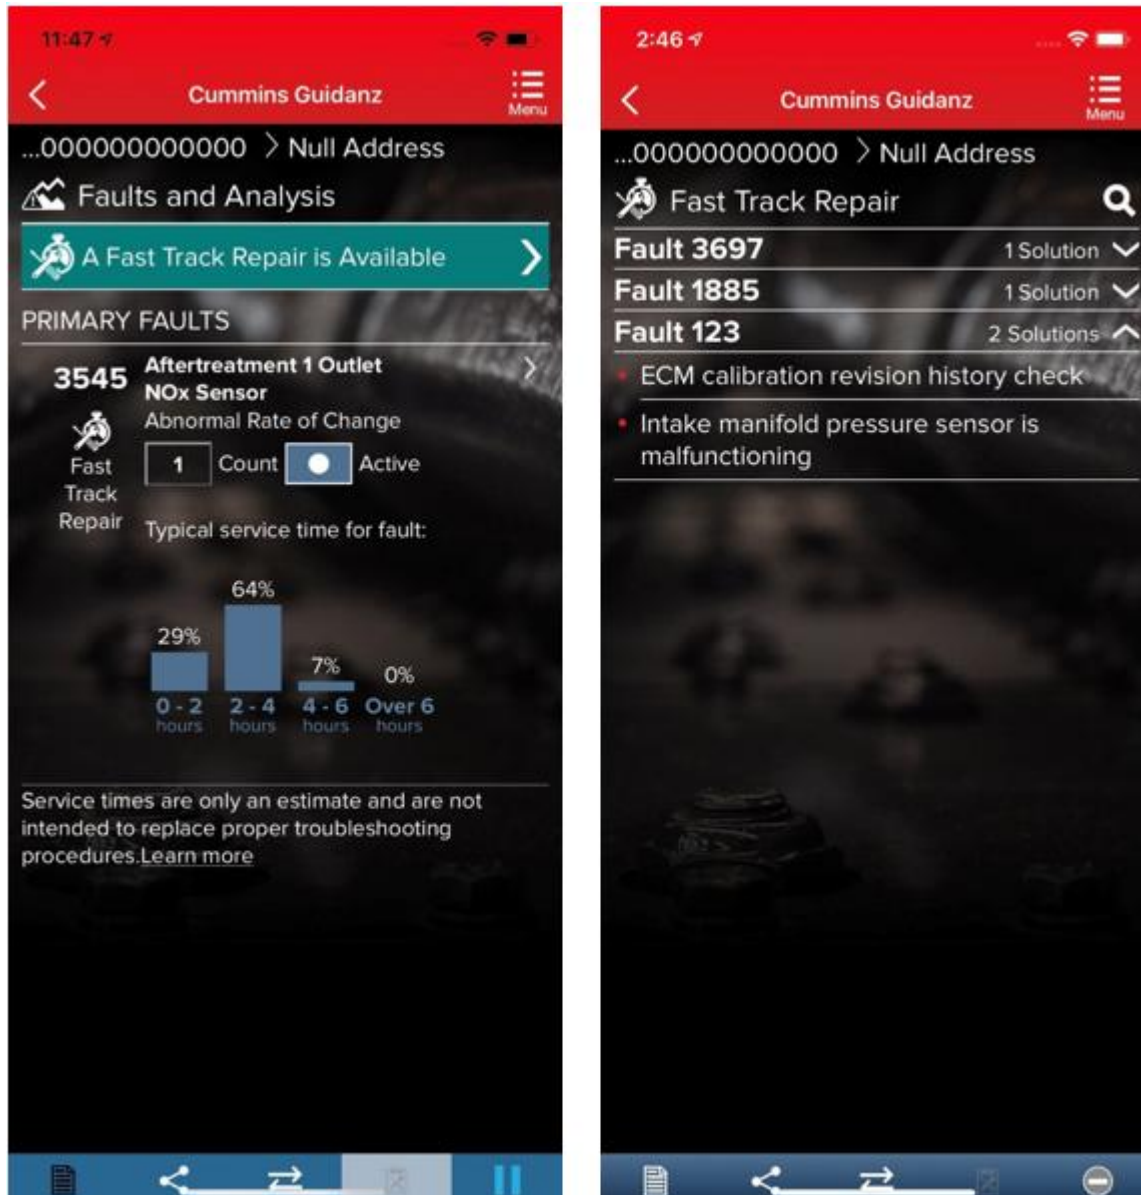 11:47
Cummins Guidanz
Menu
...000000000000 > Null Address
Faults and Analysis
A Fast Track Repair is Available
PRIMARY FAULTS
3545
Aftertreatment 1 Outlet
NOx Sensor
Abnormal Rate of Change
Fast
Track
Repair
1 Count
Active
Typical service time for fault:
64%
29%
7%
0%
0 - 2 2 - 4 4 - 6 Over 6
hours hours hours hours
Service times are only an estimate and are not
intended to replace proper troubleshooting
procedures.Learn more
2:46
Cummins Guidanz
Menu
...000000000000 > Null Address
Fast Track Repair
Fault 3697 1 Solution
Fault 1885 1 Solution
Fault 123 2 Solutions
• ECM calibration revision history check
• Intake manifold pressure sensor is
malfunctioning